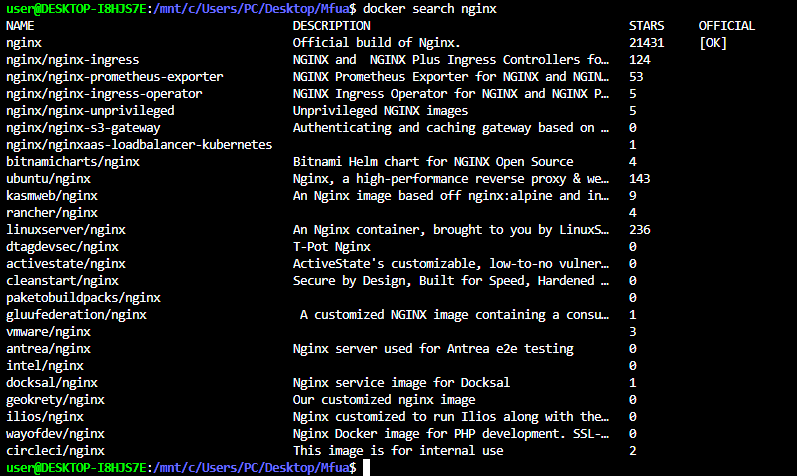 user@DESKTOP-I8HJS7E:/mnt/c/Users/PC/Desktop/Mfua$ docker search nginx
NAME DESCRIPTION STARS OFFICIAL
nginx Official build of Nginx. 21431 [OK]
nginx/nginx-ingress NGINX and  NGINX Plus Ingress Controllers fo… 124
nginx/nginx-prometheus-exporter NGINX Prometheus Exporter for NGINX and NGIN… 53
nginx/nginx-ingress-operator NGINX Ingress Operator for NGINX and NGINX P… 5
nginx/nginx-unprivileged Unprivileged NGINX images 5
nginx/nginx-s3-gateway Authenticating and caching gateway based on … 0
nginx/nginxaas-loadbalancer-kubernetes 1
bitnamicharts/nginx Bitnami Helm chart for NGINX Open Source 4
ubuntu/nginx Nginx, a high-performance reverse proxy & we… 143
kasmweb/nginx An Nginx image based off nginx:alpine and in… 9
rancher/nginx 4
linuxserver/nginx An Nginx container, brought to you by LinuxS… 236
dtagdevsec/nginx T-Pot Nginx 0
activestate/nginx ActiveState's customizable, low-to-no vulner… 0
cleanstart/nginx Secure by Design, Built for Speed, Hardened … 0
paketobuildpacks/nginx 0
gluufederation/nginx A customized NGINX image containing a consu… 1
vmware/nginx 3
antrea/nginx Nginx server used for Antrea e2e testing 0
intel/nginx 0
docksal/nginx Nginx service image for Docksal 1
geokrety/nginx Our customized nginx image 0
ilios/nginx Nginx customized to run Ilios along with the… 0
wayofdev/nginx Nginx Docker image for PHP development. SSL-… 0
circleci/nginx This image is for internal use 2
user@DESKTOP-I8HJS7E:/mnt/c/Users/PC/Desktop/Mfua$